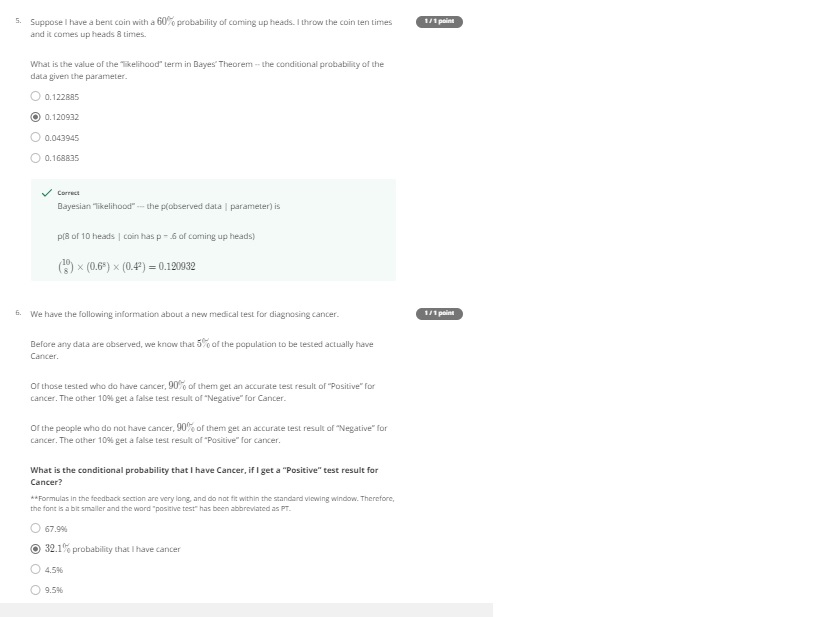 5. Suppose I have a bent coin with a 60% probability of coming up heads. I throw the coin ten times
and it comes up heads 8 times.
1 / 1 point
What is the value of the "likelihood" term in Bayes' Theorem -- the conditional probability of the
data given the parameter.
0.122885
0.120932
0.043945
0.168835
Correct
Bayesian "likelihood" --- the p(observed data | parameter) is
p(8 of 10 heads | coin has p = .6 of coming up heads)
(10 8) × (0.6⁸) × (0.4²) = 0.120932
6. We have the following information about a new medical test for diagnosing cancer.
1 / 1 point
Before any data are observed, we know that 5% of the population to be tested actually have
Cancer.
Of those tested who do have cancer, 90% of them get an accurate test result of "Positive" for
cancer. The other 10% get a false test result of "Negative" for Cancer.
Of the people who do not have cancer, 90% of them get an accurate test result of "Negative" for
cancer. The other 10% get a false test result of "Positive" for cancer.
What is the conditional probability that I have Cancer, if I get a "Positive" test result for
Cancer?
**Formulas in the feedback section are very long, and do not fit within the standard viewing window. Therefore,
the font is a bit smaller and the word "positive test" has been abbreviated as PT.
67.9%
32.1% probability that I have cancer
4.5%
9.5%